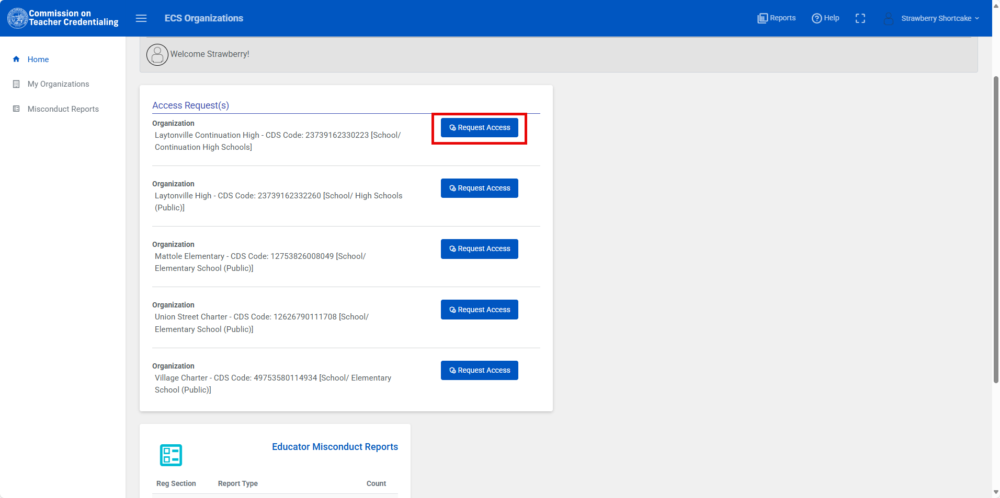 Commission on
Teacher Credentialing
ECS Organizations
Reports
Help
Strawberry Shortcake
Home
My Organizations
Misconduct Reports
Welcome Strawberry!
Access Request(s)
Organization
Laytonville Continuation High - CDS Code: 23739162330223 [School/
Continuation High Schools]
Request Access
Organization
Laytonville High - CDS Code: 23739162332260 [School/ High Schools
(Public)]
Request Access
Organization
Mattole Elementary - CDS Code: 12753826008049 [School/
Elementary School (Public)]
Request Access
Organization
Union Street Charter - CDS Code: 12626790111708 [School/
Elementary School (Public)]
Request Access
Organization
Village Charter - CDS Code: 49753580114934 [School/ Elementary
School (Public)]
Request Access
Educator Misconduct Reports
Reg Section Report Type Count